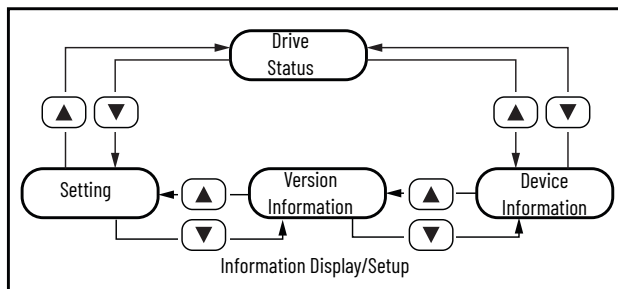 Drive
Status
▲
▼
▲
▼
Setting
▲
Version
Information
▲
Device
Information
▼
▼
Information Display/Setup